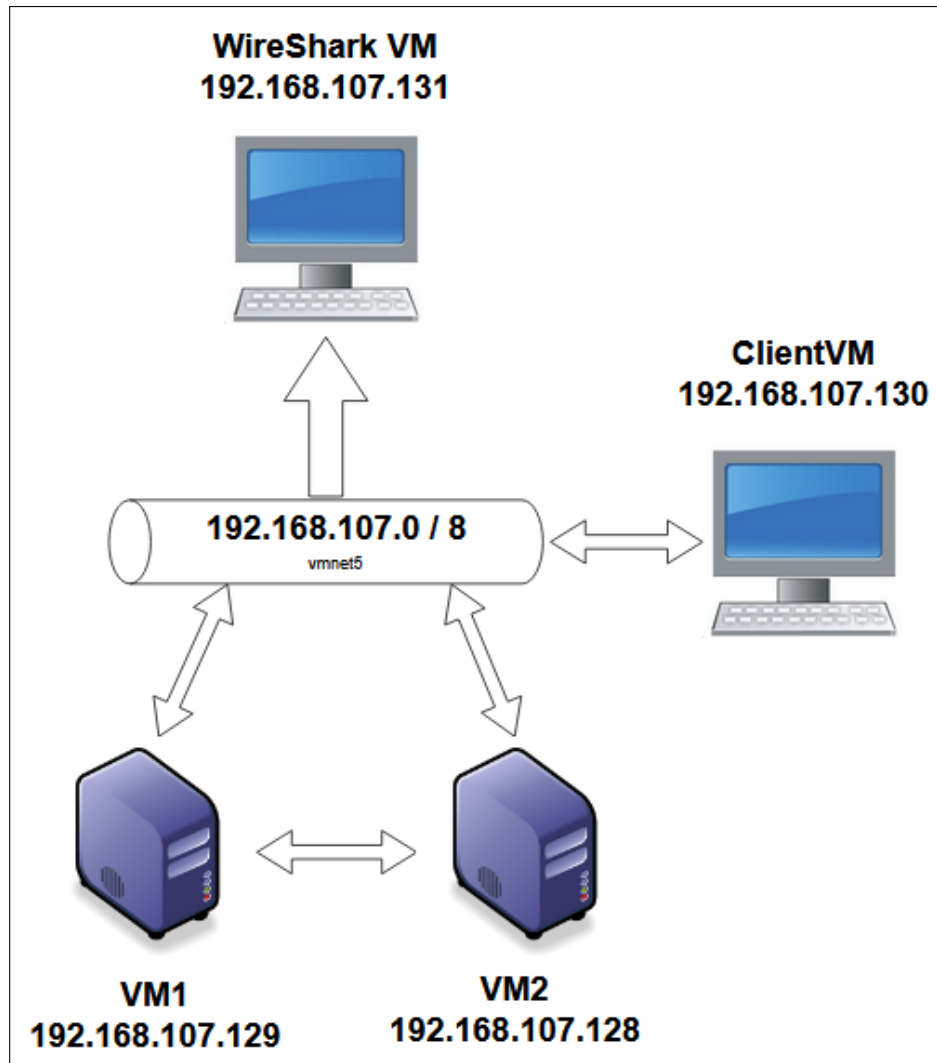 WireShark VM
192.168.107.131
ClientVM
192.168.107.130
192.168.107.0 / 8
vmnet5
VM1
192.168.107.129
VM2
192.168.107.128